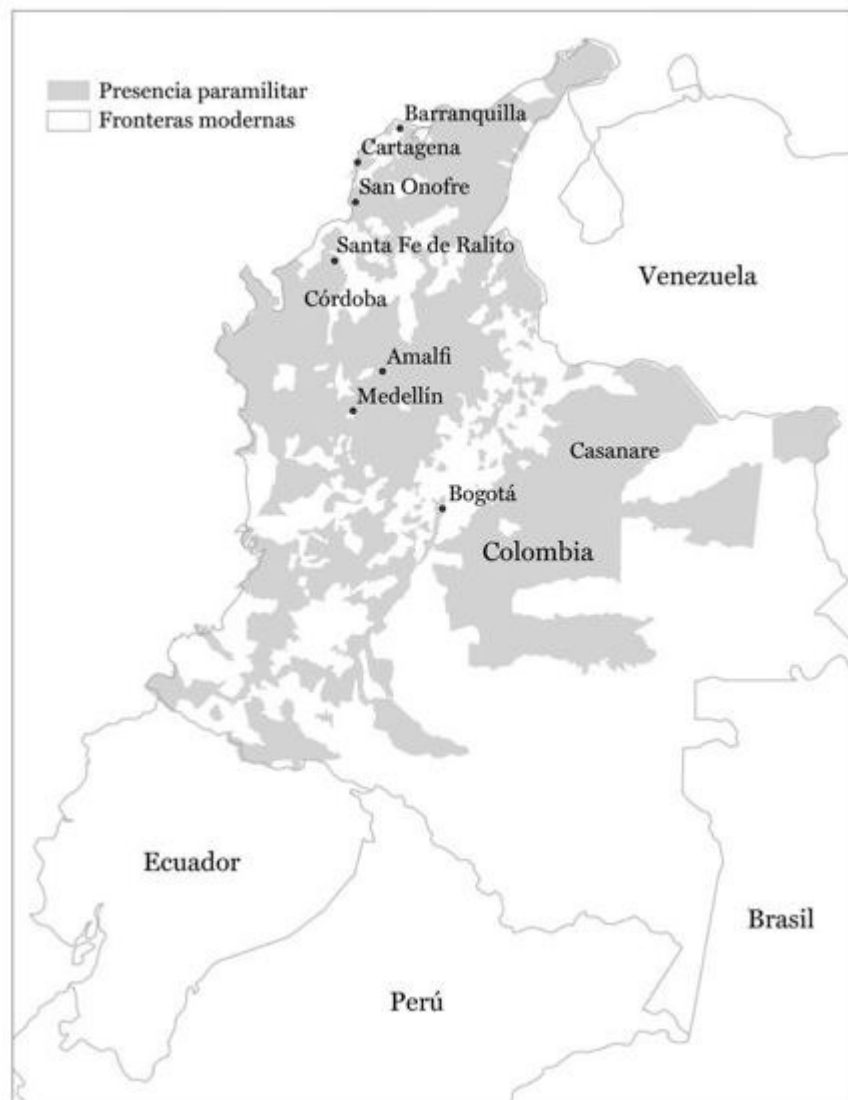 Presencia paramilitar
Fronteras modernas
Barranquilla
Cartagena
San Onofre
Santa Fe de Ralito
Venezuela
Córdoba
Amalfi
Medellín
Casanare
Bogotá
Colombia
Ecuador
Brasil
Perú